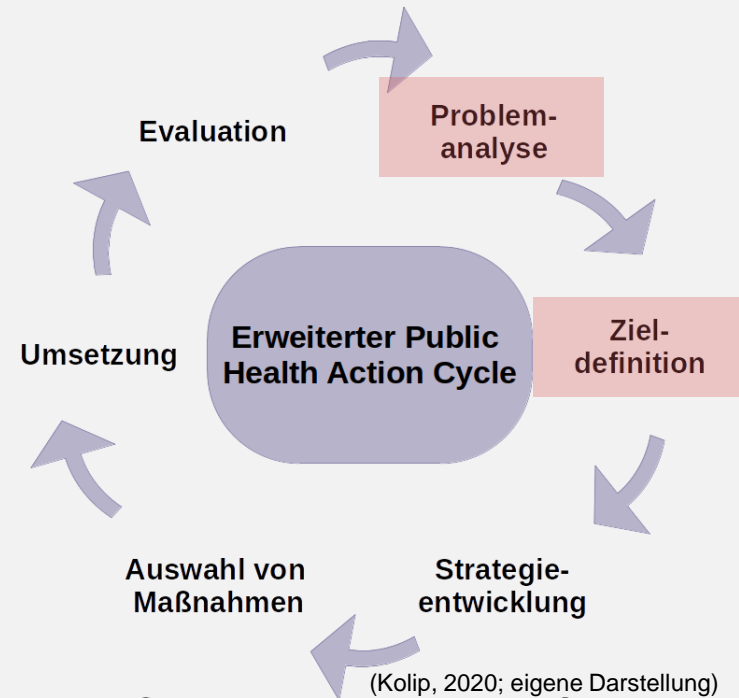 Evaluation
Problem-
analyse
Ziel-
definition
Strategie-
entwicklung
Auswahl von
Maßnahmen
Umsetzung
Erweiterter Public
Health Action Cycle
(Kolip, 2020; eigene Darstellung)